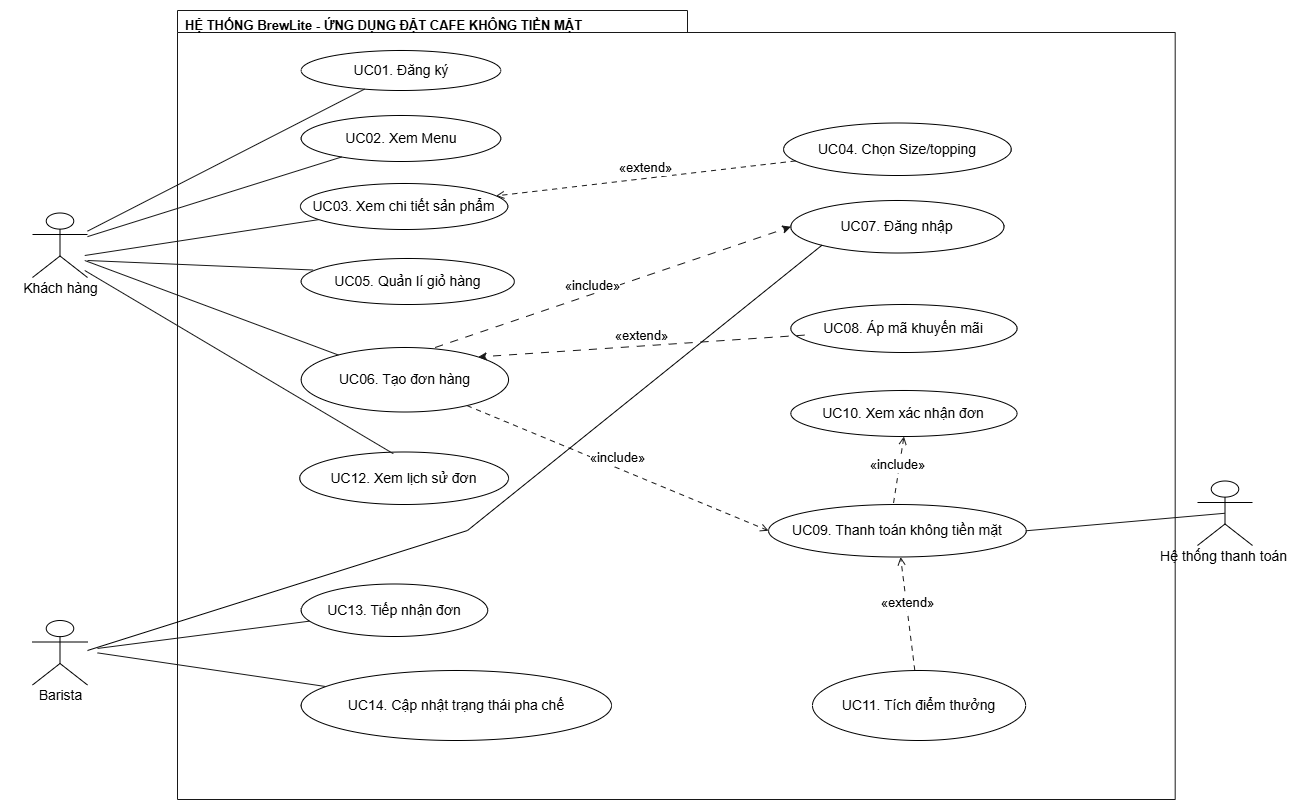 HỆ THỐNG BrewLite - ỨNG DỤNG ĐẶT CAFE KHÔNG TIỀN MẶT
UC01. Đăng ký
UC02. Xem Menu
UC04. Chọn Size/topping
«extend»
UC03. Xem chi tiết sản phẩm
UC07. Đăng nhập
Khách hàng
UC05. Quản lí giỏ hàng
«include»
UC08. Áp mã khuyến mãi
«extend»
UC06. Tạo đơn hàng
UC10. Xem xác nhận đơn
«include»
«include»
UC12. Xem lịch sử đơn
UC09. Thanh toán không tiền mặt
Hệ thống thanh toán
«extend»
UC13. Tiếp nhận đơn
Barista
UC14. Cập nhật trạng thái pha chế
UC11. Tích điểm thưởng